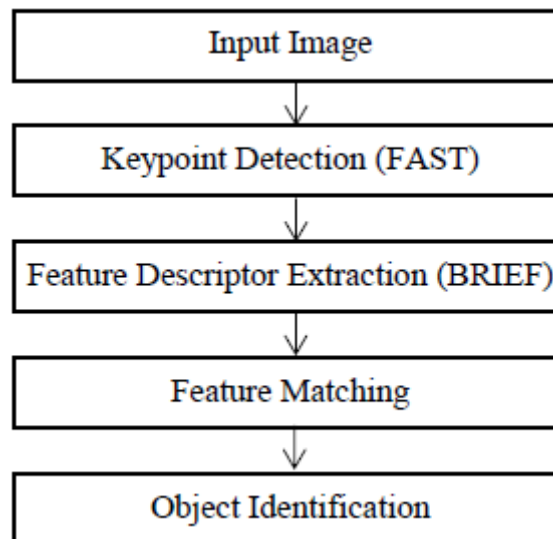 Input Image
Keypoint Detection (FAST)
Feature Descriptor Extraction (BRIEF)
Feature Matching
Object Identification